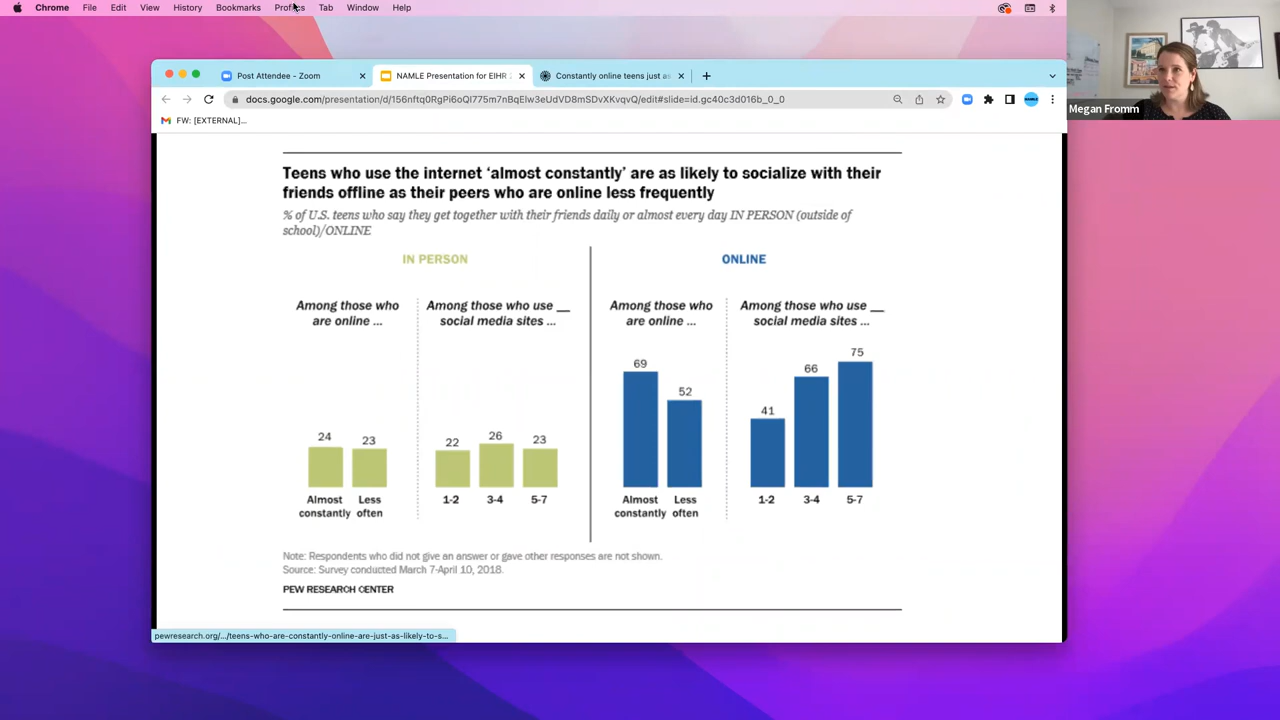 Chrome File Edit View History Bookmarks Profiles Tab Window Help
Megan Fromm
Post Attendee - Zoom
NAMLE Presentation for EIHR
Constantly online teens just as
docs.google.com/presentation/d/156nftq0RgPi6oQl775m7nBqElw3eUdVD8mSDvXKvqvQ/edit#slide=id.gc40c3d016b_0_0
FW: [EXTERNAL]...
Teens who use the internet ‘almost constantly’ are as likely to socialize with their
friends offline as their peers who are online less frequently
% of U.S. teens who say they get together with their friends daily or almost every day IN PERSON (outside of
school)/ONLINE
IN PERSON
Among those who
are online ...
24
23
Almost
constantly
Less
often
Among those who use __
social media sites ...
22
26
23
1-2
3-4
5-7
ONLINE
Among those who
are online ...
69
52
Almost
constantly
Less
often
Among those who use __
social media sites ...
41
66
75
1-2
3-4
5-7
Note: Respondents who did not give an answer or gave other responses are not shown.
Source: Survey conducted March 7-April 10, 2018.
PEW RESEARCH CENTER
pewresearch.org/.../teens-who-are-constantly-online-are-just-as-likely-to-s...